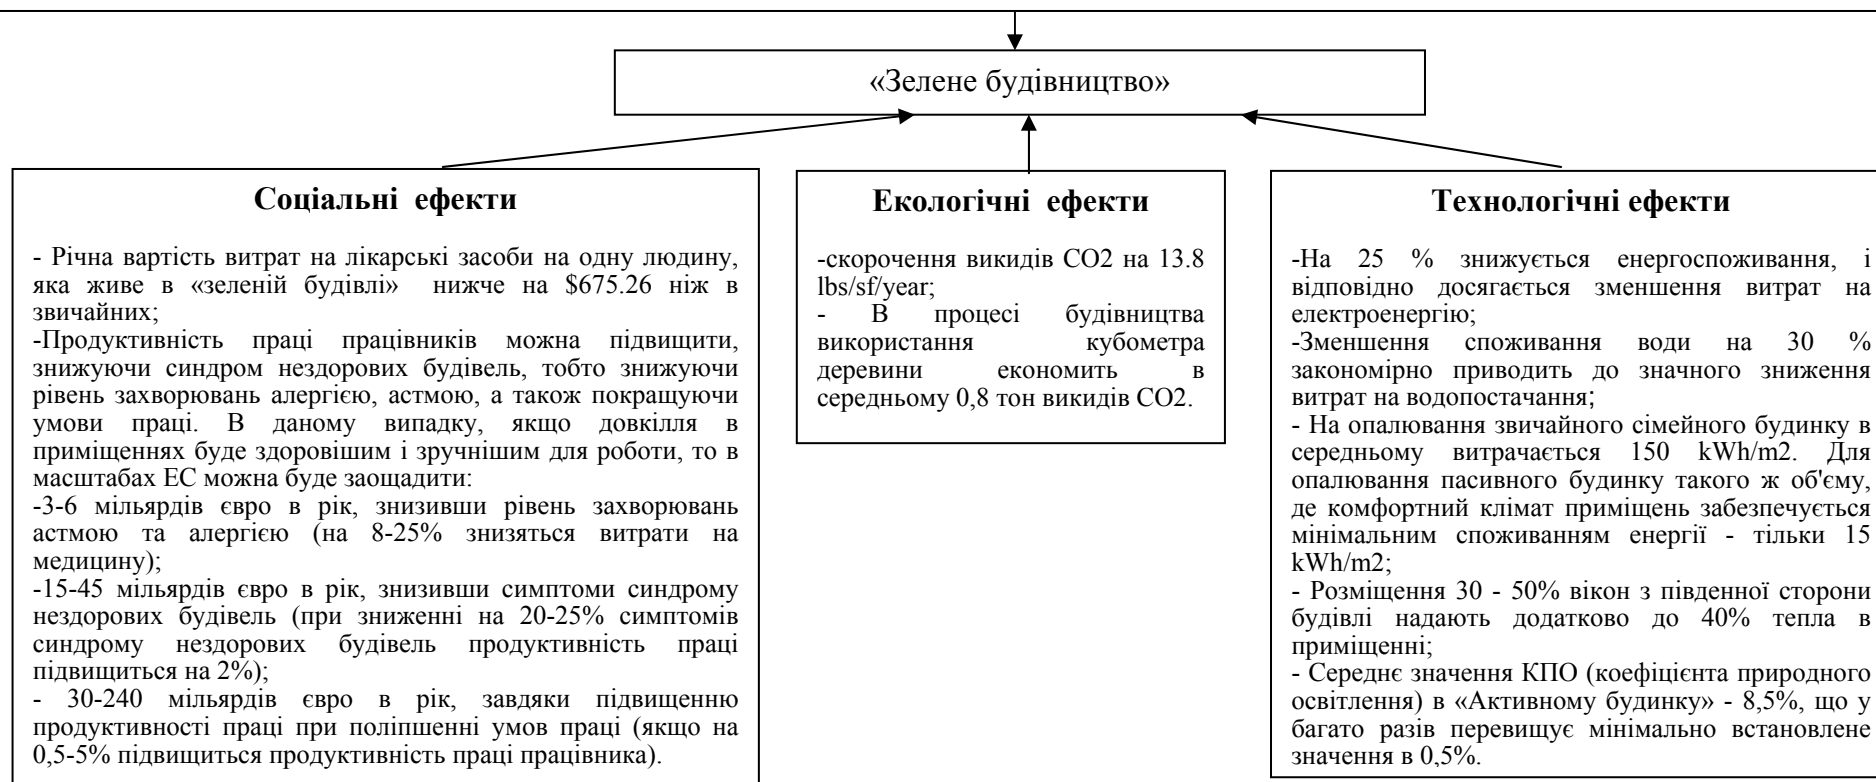 «Зелене будівництво»
Соціальні ефекти
- Річна вартість витрат на лікарські засоби на одну людину,
яка живе в «зеленій будівлі» нижче на $675.26 ніж в
звичайних;
-Продуктивність праці працівників можна підвищити,
знижуючи синдром нездорових будівель, тобто знижуючи
рівень захворювань алергією, астмою, а також покращуючи
умови праці. В даному випадку, якщо довкілля в
приміщеннях буде здоровішим і зручнішим для роботи, то в
масштабах ЕС можна буде заощадити:
-3-6 мільярдів євро в рік, знизивши рівень захворювань
астмою та алергією (на 8-25% знизяться витрати на
медицину);
-15-45 мільярдів євро в рік, знизивши симптоми синдрому
нездорових будівель (при зниженні на 20-25% симптомів
синдрому нездорових будівель продуктивність праці
підвищиться на 2%);
- 30-240 мільярдів євро в рік, завдяки підвищенню
продуктивності праці при поліпшенні умов праці (якщо на
0,5-5% підвищиться продуктивність праці працівника).
Екологічні ефекти
-скорочення викидів CO2 на 13.8
lbs/sf/year;
- В процесі будівництва
використання кубометра
деревини економить в
середньому 0,8 тон викидів CO2.
Технологічні ефекти
-На 25 % знижується енергоспоживання, і
відповідно досягається зменшення витрат на
електроенергію;
-Зменшення споживання води на 30 %
закономірно приводить до значного зниження
витрат на водопостачання;
- На опалювання звичайного сімейного будинку в
середньому витрачається 150 kWh/m2. Для
опалювання пасивного будинку такого ж об'єму,
де комфортний клімат приміщень забезпечується
мінімальним споживанням енергії - тільки 15
kWh/m2;
- Розміщення 30 - 50% вікон з південної сторони
будівлі надають додатково до 40% тепла в
приміщенні;
- Середнє значення КПО (коефіцієнта природного
освітлення) в «Активному будинку» - 8,5%, що у
багато разів перевищує мінімально встановлене
значення в 0,5%.